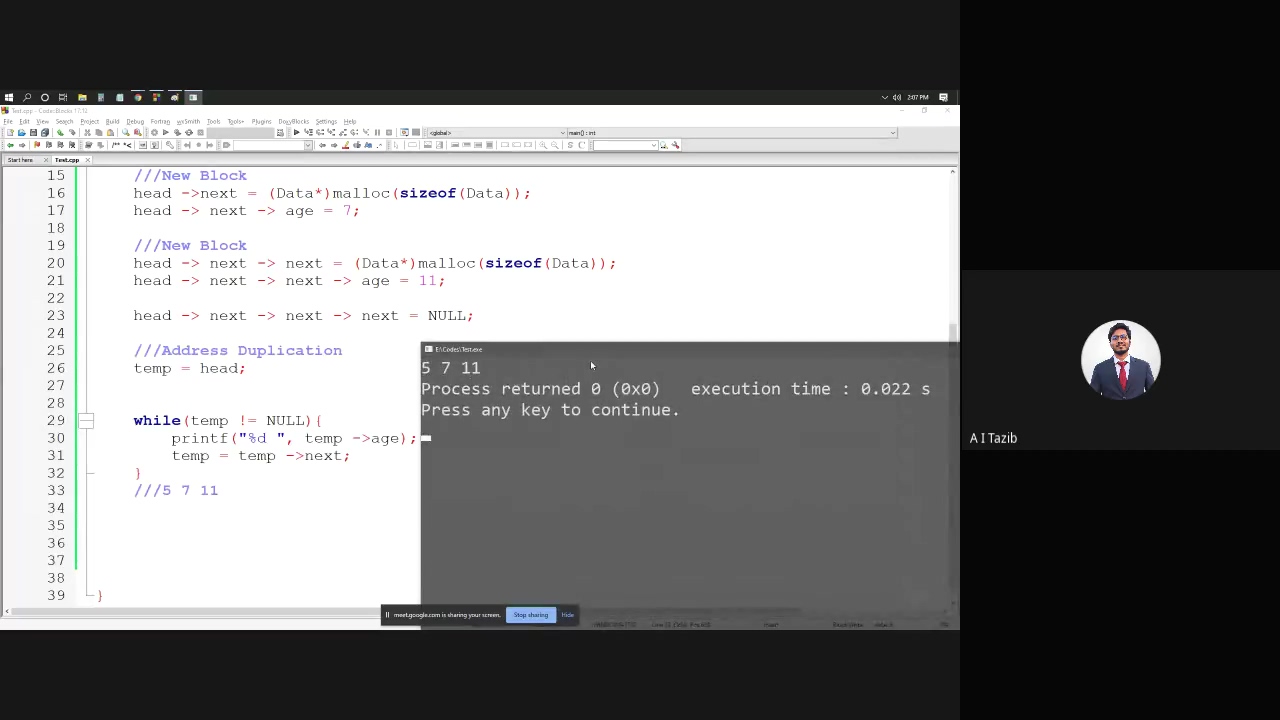 2:07 PM
Test.cpp - Code::Blocks 17.12
File Edit View Search Project Build Debug Fortran wxSmith Tools Tools+ Plugins DoxyBlocks Settings Help
<global> main() : int
Start here Test.cpp
15 ///New Block
16 head ->next = (Data*)malloc(sizeof(Data));
17 head -> next -> age = 7;
18
19 ///New Block
20 head -> next -> next = (Data*)malloc(sizeof(Data));
21 head -> next -> next -> age = 11;
22
23 head -> next -> next -> next = NULL;
24
25 ///Address Duplication
26 temp = head;
27
28
29 while(temp != NULL){
30 printf("%d ", temp ->age);
31 temp = temp ->next;
32 }
33 ///5 7 11
34
35
36
37
38
39 }
E:\Codes\Test.exe
5 7 11
Process returned 0 (0x0) execution time : 0.022 s
Press any key to continue.
meet.google.com is sharing your screen. Stop sharing Hide
A I Tazib